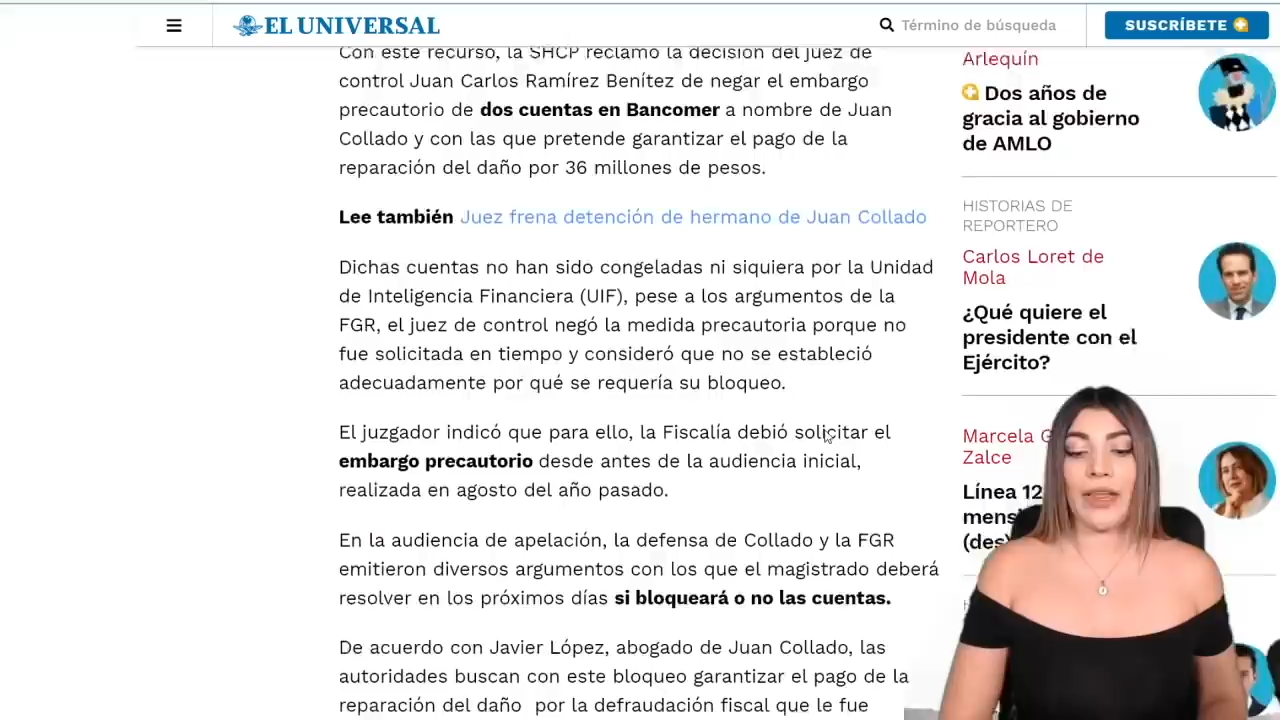 EL UNIVERSAL
Término de búsqueda
SUSCRÍBETE
Con este recurso, la SHCP reclamó la decisión del juez de
control Juan Carlos Ramírez Benítez de negar el embargo
precautorio de dos cuentas en Bancomer a nombre de Juan
Collado y con las que pretende garantizar el pago de la
reparación del daño por 36 millones de pesos.
Lee también Juez frena detención de hermano de Juan Collado
Dichas cuentas no han sido congeladas ni siquiera por la Unidad
de Inteligencia Financiera (UIF), pese a los argumentos de la
FGR, el juez de control negó la medida precautoria porque no
fue solicitada en tiempo y consideró que no se estableció
adecuadamente por qué se requería su bloqueo.
El juzgador indicó que para ello, la Fiscalía debió solicitar el
embargo precautorio desde antes de la audiencia inicial,
realizada en agosto del año pasado.
En la audiencia de apelación, la defensa de Collado y la FGR
emitieron diversos argumentos con los que el magistrado deberá
resolver en los próximos días si bloqueará o no las cuentas.
De acuerdo con Javier López, abogado de Juan Collado, las
autoridades buscan con este bloqueo garantizar el pago de la
reparación del daño por la defraudación fiscal que le fue
Arlequín
Dos años de
gracia al gobierno
de AMLO
HISTORIAS DE
REPORTERO
Carlos Loret de
Mola
¿Qué quiere el
presidente con el
Ejército?
Marcela G
Zalce
Línea 12
mens
(des)